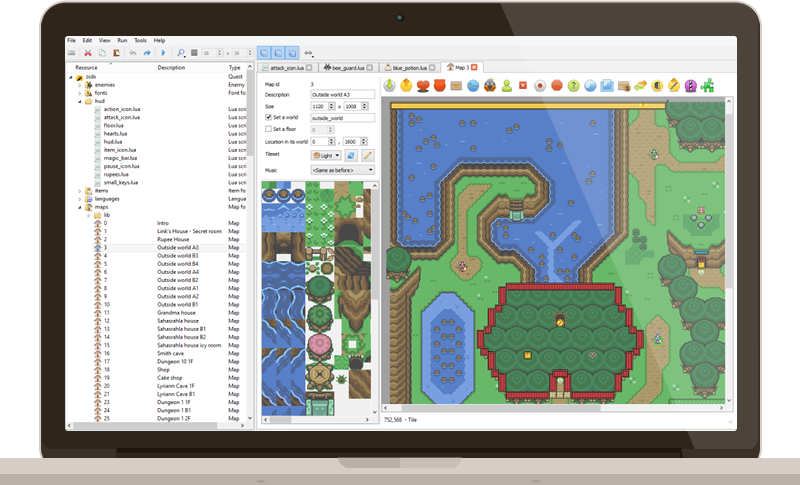 File Edit View Run Tools Help
16 x 16
Resource Description Type
zsdx Quest
enemies Enemy
fonts Font fo
hud
action_icon.lua Lua scri
attack_icon.lua Lua scri
floor.lua Lua scri
hearts.lua Lua scri
hud.lua Lua scri
item_icon.lua Lua scri
magic_bar.lua Lua scri
pause_icon.lua Lua scri
rupees.lua Lua scri
small_keys.lua Lua scri
items Item fo
languages Langua
maps Map fo
lib
0 Intro Map
1 Link's House - Secret room Map
2 Rupee House Map
3 Outside world A3 Map
4 Outside world B3 Map
5 Outside world B4 Map
6 Outside world A4 Map
7 Outside world B2 Map
8 Outside world A1 Map
9 Outside world A2 Map
10 Outside world B1 Map
11 Grandma house Map
12 Sahasrahla house Map
13 Sahasrahla house B1 Map
14 Sahasrahla house B2 Map
15 Sahasrahla house icy room Map
16 Smith cave Map
17 Dungeon 10 1F Map
18 Shop Map
19 Cake shop Map
20 Lyriann Cave 1F Map
21 Lyriann Cave B1 Map
23 Dungeon 1 1F Map
24 Dungeon 1 B1 Map
25 Dungeon 1 2F Map
attack_icon.lua bee_guard.lua blue_potion.lua Map 3
Map id 3
Description Outside world A3
Size 1120 x 1008
Set a world outside_world
Set a floor 0
Location in its world 0 , 1600
Tileset Light
Music <Same as before>
752,568 - Tile